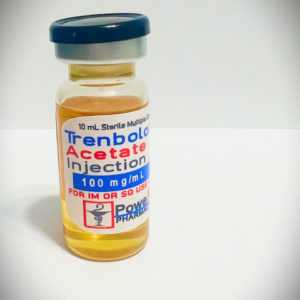 10 mL Sterile Multiple
Trenbolo
Acetate
Injection
100 mg/mL
FOR IM OR SQ USE
Powe
PHARMA